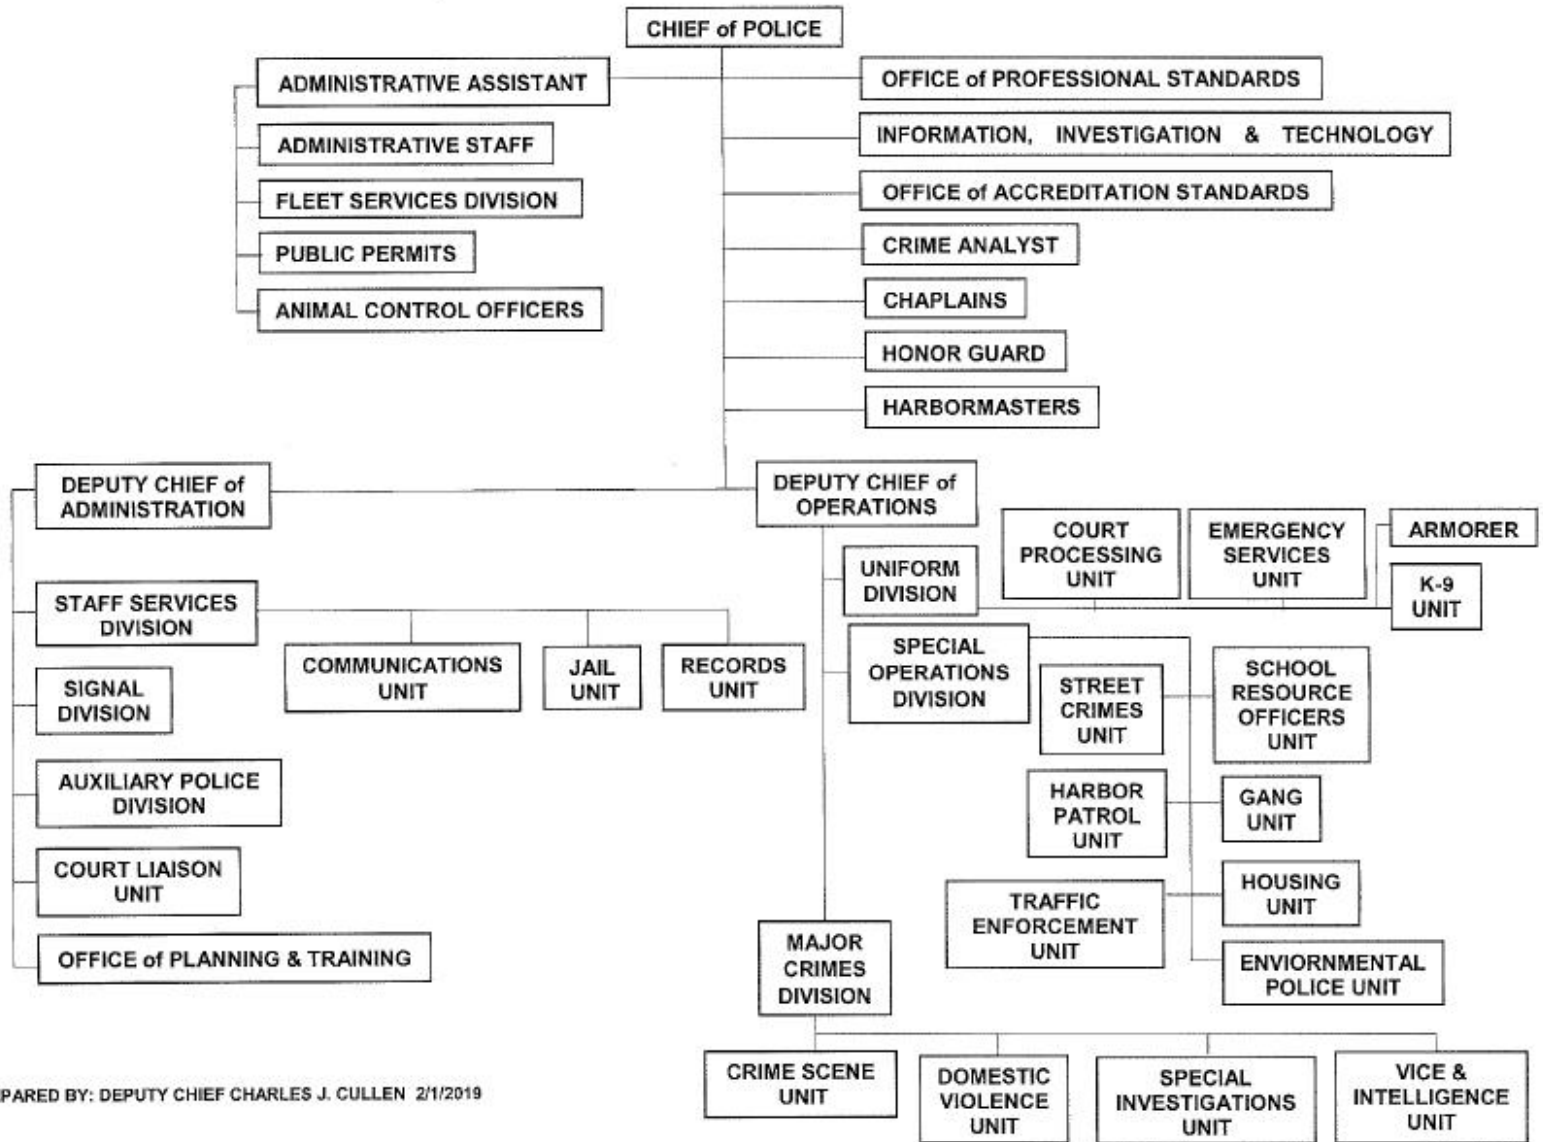 CHIEF of POLICE
ADMINISTRATIVE ASSISTANT
ADMINISTRATIVE STAFF
FLEET SERVICES DIVISION
PUBLIC PERMITS
ANIMAL CONTROL OFFICERS
OFFICE of PROFESSIONAL STANDARDS
INFORMATION, INVESTIGATION & TECHNOLOGY
OFFICE of ACCREDITATION STANDARDS
CRIME ANALYST
CHAPLAINS
HONOR GUARD
HARBORMASTERS
DEPUTY CHIEF of
ADMINISTRATION
STAFF SERVICES
DIVISION
COMMUNICATIONS
UNIT
JAIL
UNIT
RECORDS
UNIT
SIGNAL
DIVISION
AUXILIARY POLICE
DIVISION
COURT LIAISON
UNIT
OFFICE of PLANNING & TRAINING
DEPUTY CHIEF of
OPERATIONS
UNIFORM
DIVISION
COURT
PROCESSING
UNIT
EMERGENCY
SERVICES
UNIT
ARMORER
K-9
UNIT
SPECIAL
OPERATIONS
DIVISION
STREET
CRIMES
UNIT
SCHOOL
RESOURCE
OFFICERS
UNIT
HARBOR
PATROL
UNIT
GANG
UNIT
TRAFFIC
ENFORCEMENT
UNIT
HOUSING
UNIT
ENVIORNMENTAL
POLICE UNIT
MAJOR
CRIMES
DIVISION
CRIME SCENE
UNIT
DOMESTIC
VIOLENCE
UNIT
SPECIAL
INVESTIGATIONS
UNIT
VICE &
INTELLIGENCE
UNIT
PARED BY: DEPUTY CHIEF CHARLES J. CULLEN 2/1/2019